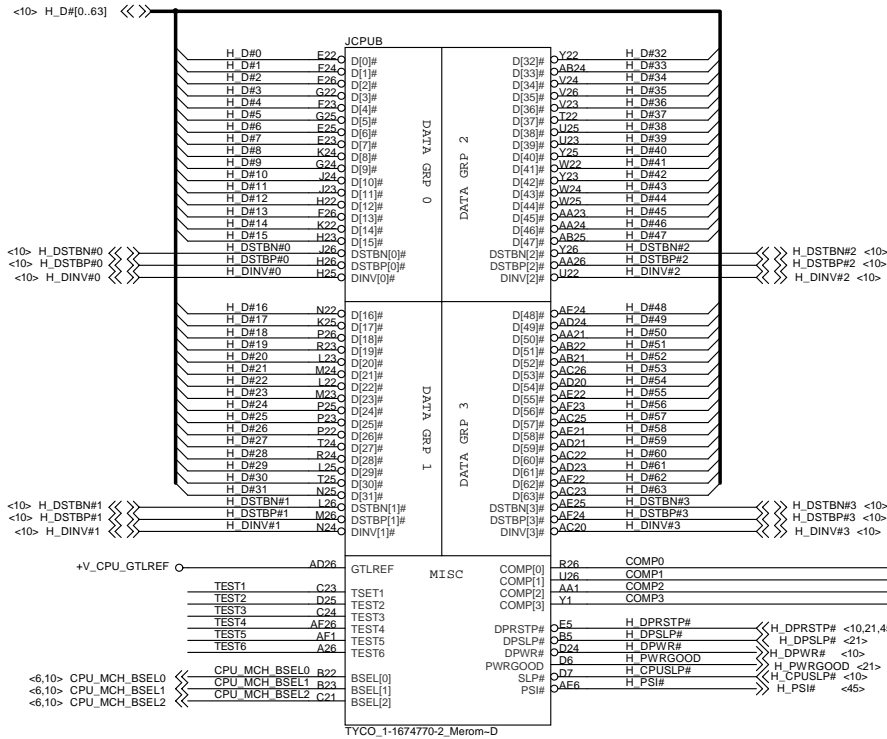 <10> H_D#[0..63]
JCPUB
H_D#0 E22 D[0]# D[32]# Y22 H_D#32
H_D#1 F24 D[1]# D[33]# AB24 H_D#33
H_D#2 E26 D[2]# D[34]# V24 H_D#34
H_D#3 G22 D[3]# D[35]# V26 H_D#35
H_D#4 F23 D[4]# D[36]# V23 H_D#36
H_D#5 G25 D[5]# D[37]# T22 H_D#37
H_D#6 E25 D[6]# D[38]# U25 H_D#38
H_D#7 E23 D[7]# D[39]# U23 H_D#39
H_D#8 K24 D[8]# D[40]# Y25 H_D#40
H_D#9 G24 D[9]# D[41]# W22 H_D#41
H_D#10 J24 D[10]# D[42]# Y23 H_D#42
H_D#11 J23 D[11]# D[43]# W24 H_D#43
H_D#12 H22 D[12]# D[44]# W25 H_D#44
H_D#13 F26 D[13]# D[45]# AA23 H_D#45
H_D#14 K22 D[14]# D[46]# AA24 H_D#46
H_D#15 H23 D[15]# D[47]# AB25 H_D#47
<10> H_DSTBN#0 H_DSTBN#0 J26 DSTBN[0]# DSTBN[2]# Y26 H_DSTBN#2 H_DSTBN#2 <10>
<10> H_DSTBP#0 H_DSTBP#0 H26 DSTBP[0]# DSTBP[2]# AA26 H_DSTBP#2 H_DSTBP#2 <10>
<10> H_DINV#0 H_DINV#0 H25 DINV[0]# DINV[2]# U22 H_DINV#2 H_DINV#2 <10>
DATA GRP 0
DATA GRP 2
H_D#16 N22 D[16]# D[48]# AE24 H_D#48
H_D#17 K25 D[17]# D[49]# AD24 H_D#49
H_D#18 P26 D[18]# D[50]# AA21 H_D#50
H_D#19 R23 D[19]# D[51]# AB22 H_D#51
H_D#20 L23 D[20]# D[52]# AB21 H_D#52
H_D#21 M24 D[21]# D[53]# AC26 H_D#53
H_D#22 L22 D[22]# D[54]# AD20 H_D#54
H_D#23 M23 D[23]# D[55]# AE22 H_D#55
H_D#24 P25 D[24]# D[56]# AF23 H_D#56
H_D#25 P23 D[25]# D[57]# AC25 H_D#57
H_D#26 P22 D[26]# D[58]# AE21 H_D#58
H_D#27 T24 D[27]# D[59]# AD21 H_D#59
H_D#28 R24 D[28]# D[60]# AC22 H_D#60
H_D#29 L25 D[29]# D[61]# AD23 H_D#61
H_D#30 T25 D[30]# D[62]# AF22 H_D#62
H_D#31 N25 D[31]# D[63]# AC23 H_D#63
<10> H_DSTBN#1 H_DSTBN#1 L26 DSTBN[1]# DSTBN[3]# AE25 H_DSTBN#3 H_DSTBN#3 <10>
<10> H_DSTBP#1 H_DSTBP#1 M26 DSTBP[1]# DSTBP[3]# AF24 H_DSTBP#3 H_DSTBP#3 <10>
<10> H_DINV#1 H_DINV#1 N24 DINV[1]# DINV[3]# AC20 H_DINV#3 H_DINV#3 <10>
DATA GRP 1
DATA GRP 3
+V_CPU_GTLREF AD26 GTLREF MISC COMP[0] R26 COMP0
COMP[1] U26 COMP1
TEST1 C23 TSET1 COMP[2] AA1 COMP2
TEST2 D25 TEST2 COMP[3] Y1 COMP3
TEST3 C24 TEST3
TEST4 AF26 TEST4 DPRSTP# E5 H_DPRSTP# H_DPRSTP# <10,21,45
TEST5 AF1 TEST5 DPSLP# B5 H_DPSLP# H_DPSLP# <21>
TEST6 A26 TEST6 DPWR# D24 H_DPWR# H_DPWR# <10>
PWRGOOD D6 H_PWRGOOD H_PWRGOOD <21>
<6,10> CPU_MCH_BSEL0 CPU_MCH_BSEL0 B22 BSEL[0] SLP# D7 H_CPUSLP# H_CPUSLP# <10>
<6,10> CPU_MCH_BSEL1 CPU_MCH_BSEL1 B23 BSEL[1] PSI# AE6 H_PSI# H_PSI# <45>
<6,10> CPU_MCH_BSEL2 CPU_MCH_BSEL2 C21 BSEL[2]
TYCO_1-1674770-2_Merom~D